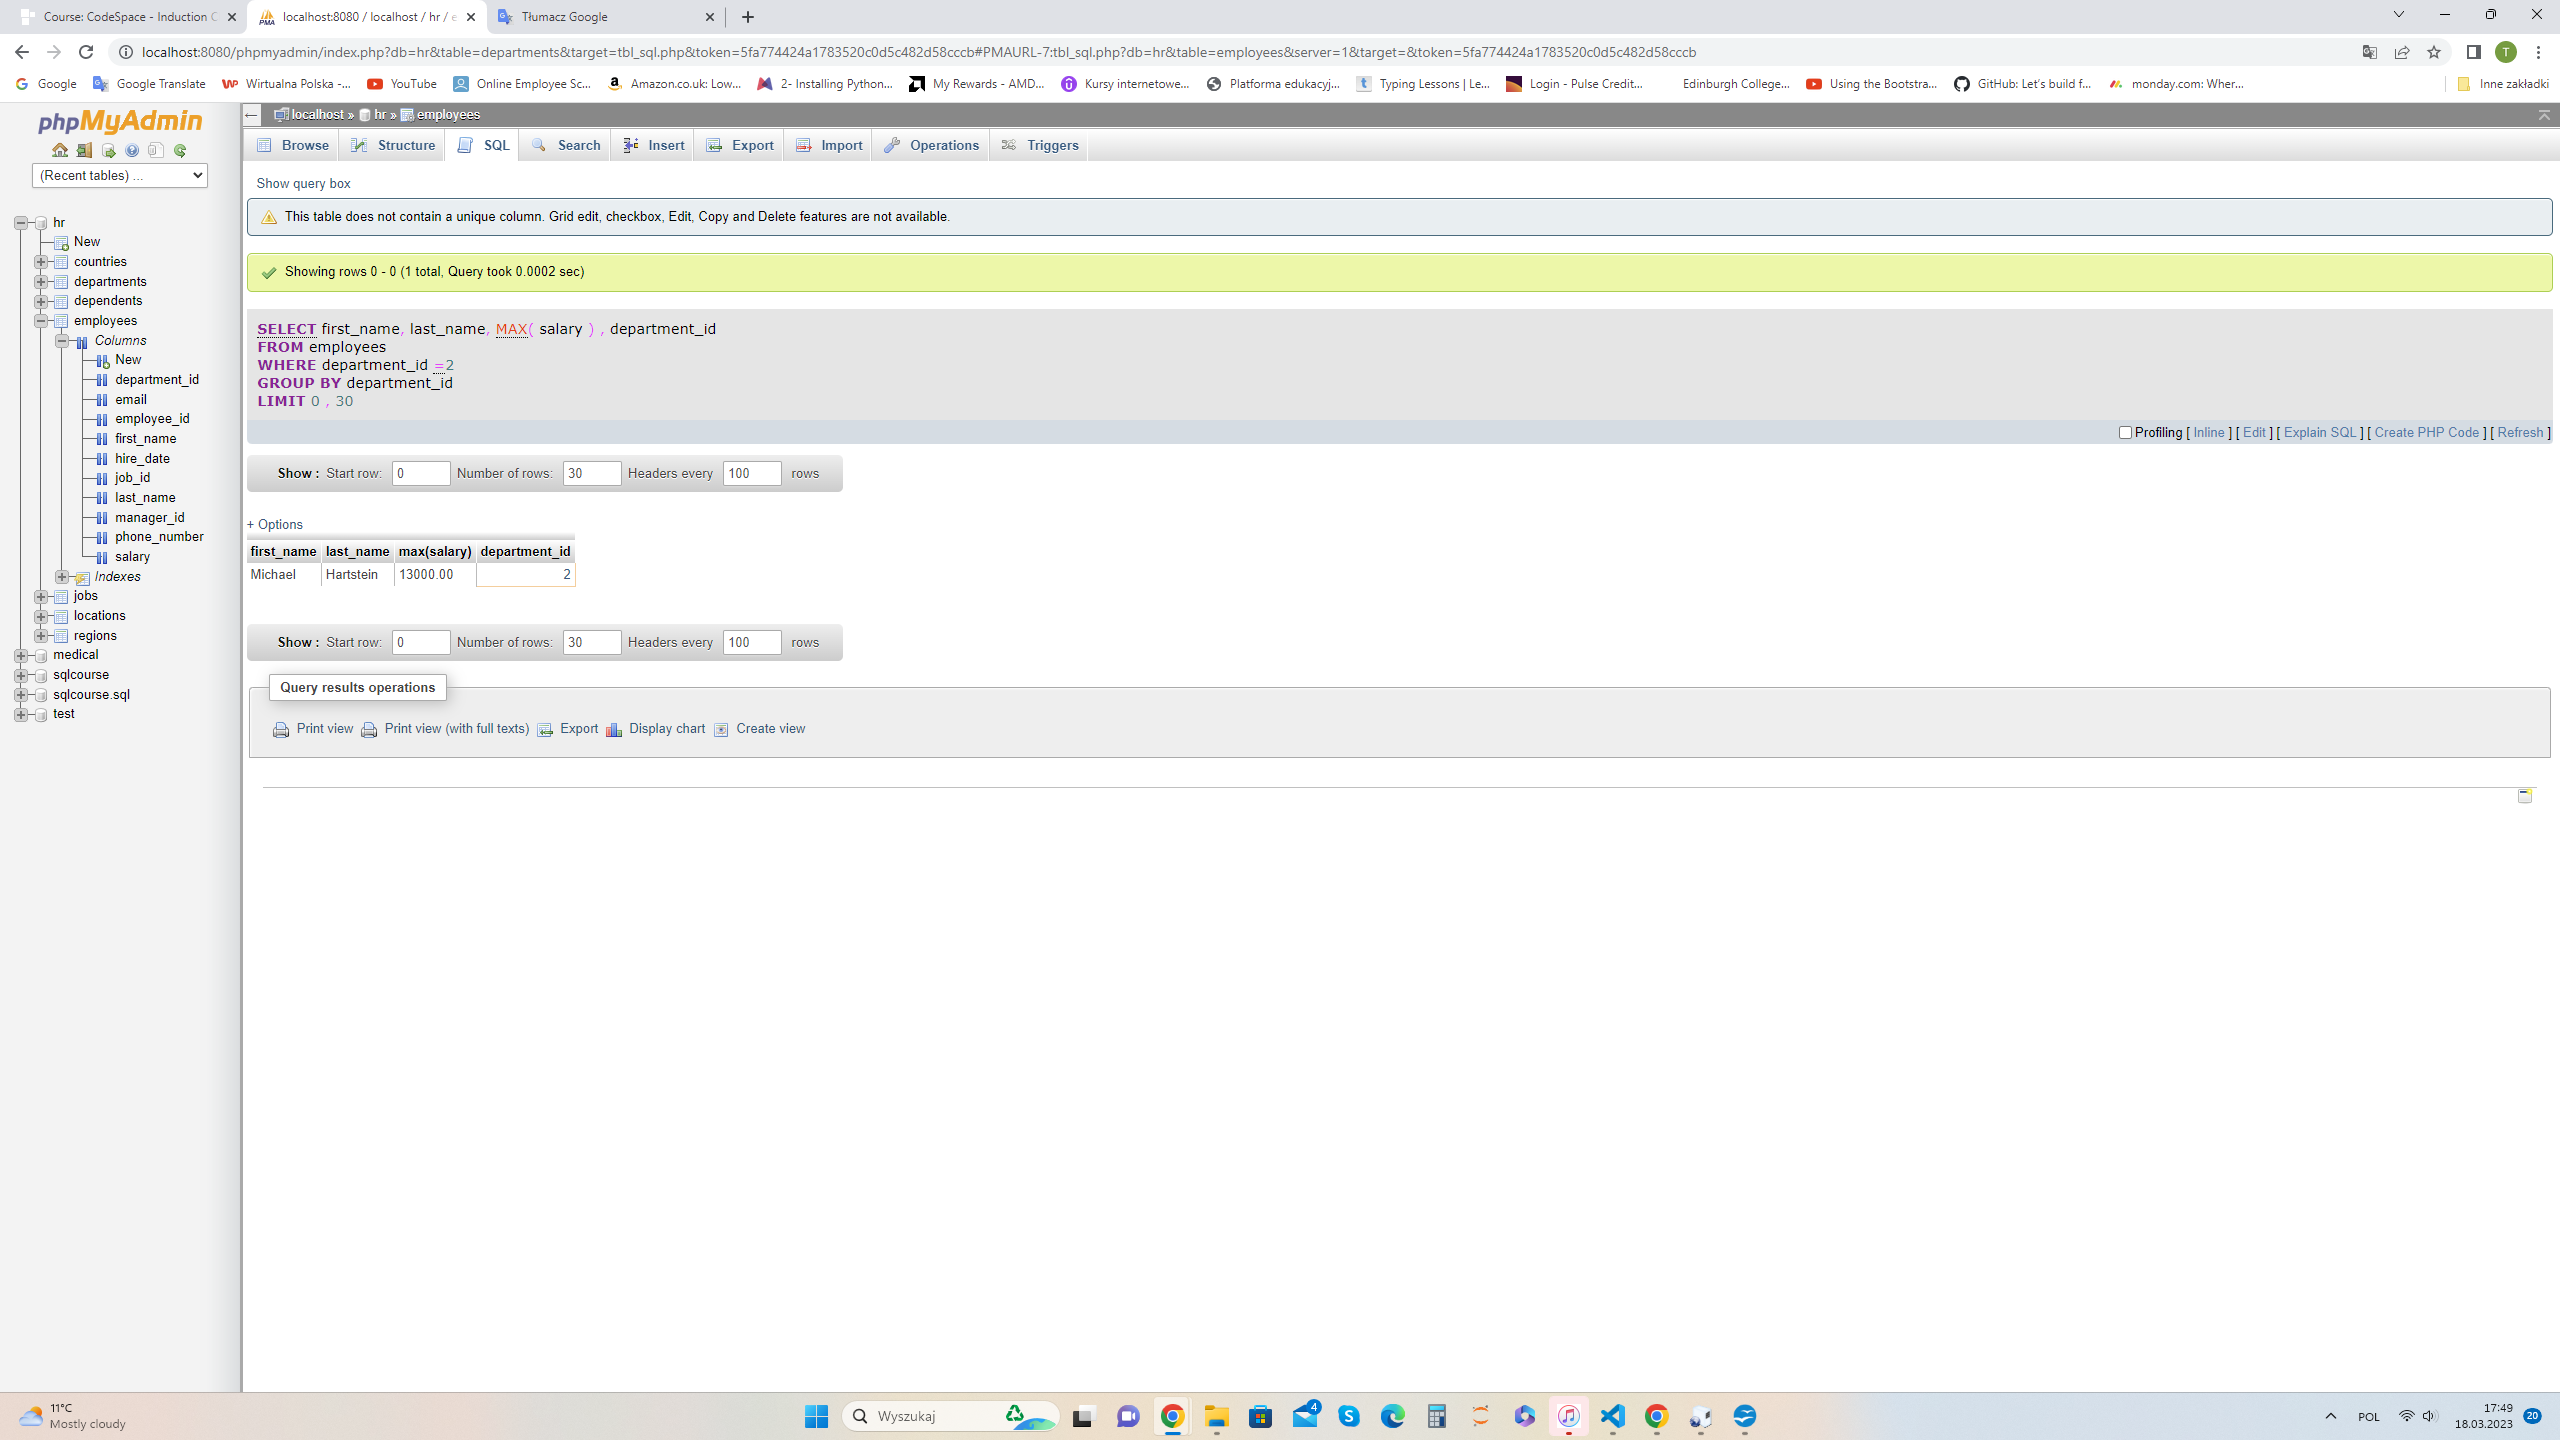 Course: CodeSpace - Induction C
localhost:8080 / localhost / hr / e
Tłumacz Google
localhost:8080/phpmyadmin/index.php?db=hr&table=departments&target=tbl_sql.php&token=5fa774424a1783520c0d5c482d58cccb#PMAURL-7:tbl_sql.php?db=hr&table=employees&server=1&target=&token=5fa774424a1783520c0d5c482d58cccb
T
Google
Google Translate
Wirtualna Polska -...
YouTube
Online Employee Sc...
Amazon.co.uk: Low...
2- Installing Python...
My Rewards - AMD...
Kursy internetowe...
Platforma edukacyj...
Typing Lessons | Le...
Login - Pulse Credit...
Edinburgh College...
Using the Bootstra...
GitHub: Let's build f...
monday.com: Wher...
Inne zakładki
phpMyAdmin
(Recent tables) ...
hr
New
countries
departments
dependents
employees
Columns
New
department_id
email
employee_id
first_name
hire_date
job_id
last_name
manager_id
phone_number
salary
Indexes
jobs
locations
regions
medical
sqlcourse
sqlcourse.sql
test
localhost » hr » employees
Browse
Structure
SQL
Search
Insert
Export
Import
Operations
Triggers
Show query box
This table does not contain a unique column. Grid edit, checkbox, Edit, Copy and Delete features are not available.
Showing rows 0 - 0 (1 total, Query took 0.0002 sec)
SELECT first_name, last_name, MAX( salary ) , department_id
FROM employees
WHERE department_id =2
GROUP BY department_id
LIMIT 0 , 30
Profiling [ Inline ] [ Edit ] [ Explain SQL ] [ Create PHP Code ] [ Refresh ]
Show : Start row: 0 Number of rows: 30 Headers every 100 rows
+ Options
first_name last_name max(salary) department_id
Michael Hartstein 13000.00 2
Show : Start row: 0 Number of rows: 30 Headers every 100 rows
Query results operations
Print view Print view (with full texts) Export Display chart Create view
11°C
Mostly cloudy
Wyszukaj
4
POL
17:49
18.03.2023
20